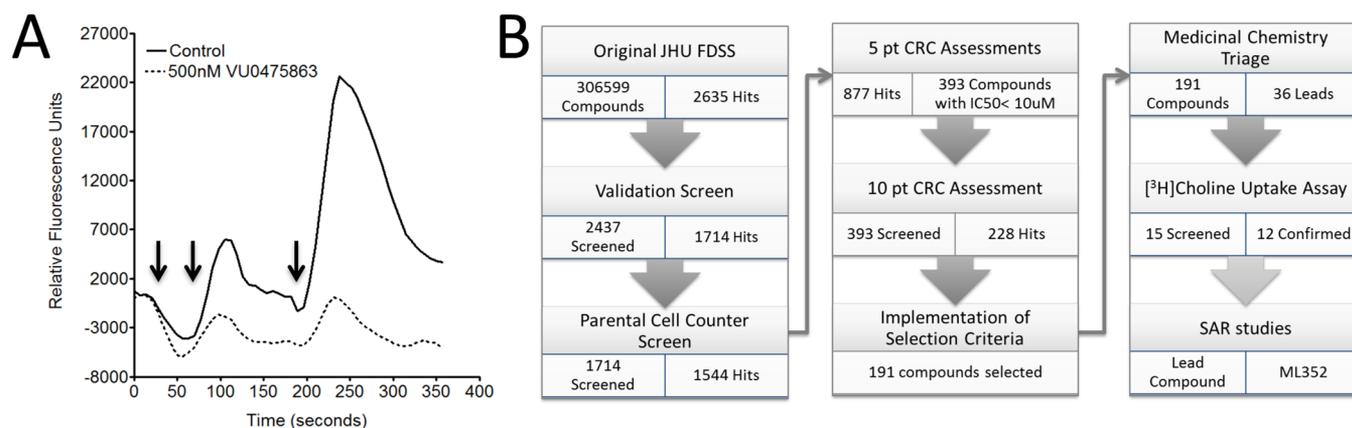 A
27000
22000
17000
12000
7000
2000
-3000
-8000
Relative Fluorescence Units
Control
500nM VU0475863
0 50 100 150 200 250 300 350 400
Time (seconds)
B
Original JHU FDSS
306599
Compounds
2635 Hits
Validation Screen
2437
Screened
1714 Hits
Parental Cell Counter
Screen
1714
Screened
1544 Hits
5 pt CRC Assessments
877 Hits
393 Compounds
with IC50< 10uM
10 pt CRC Assessment
393 Screened
228 Hits
Implementation of
Selection Criteria
191 compounds selected
Medicinal Chemistry
Triage
191
Compounds
36 Leads
[³H]Choline Uptake Assay
15 Screened
12 Confirmed
SAR studies
Lead
Compound
ML352